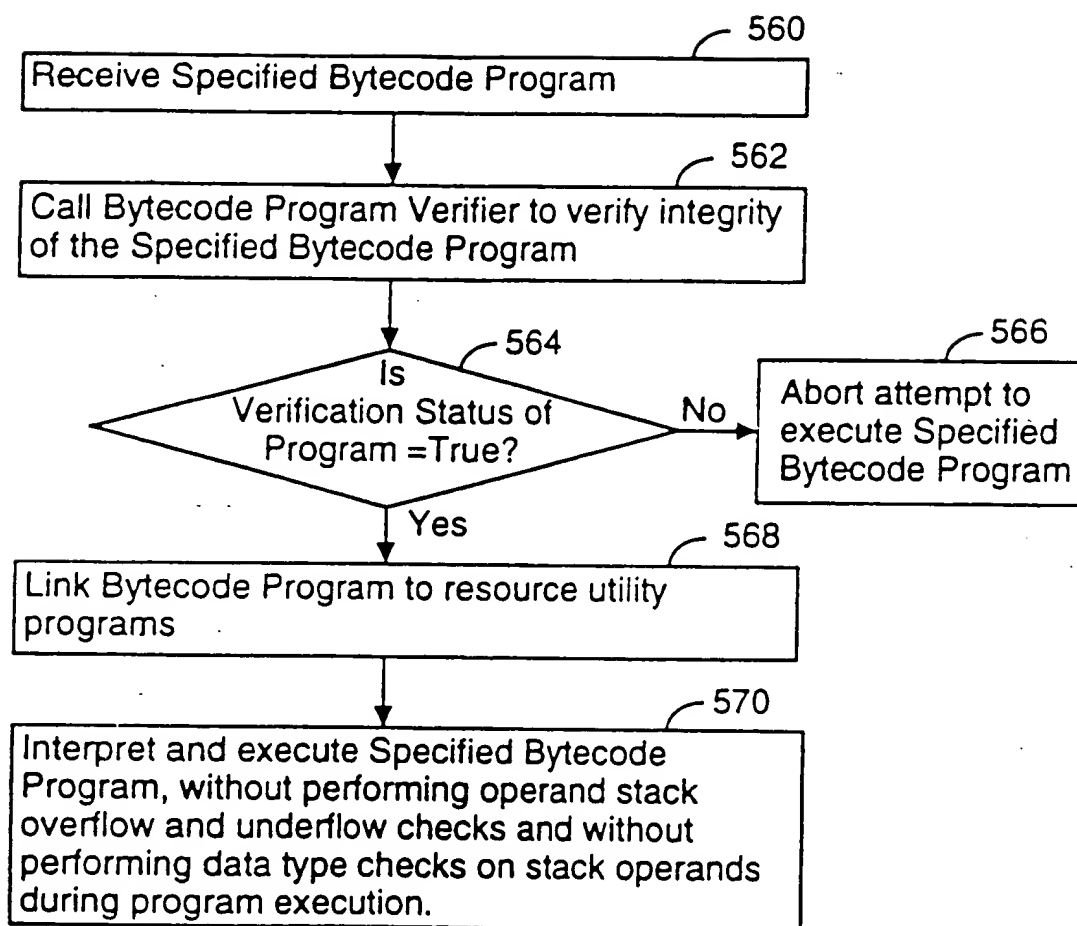 560
Receive Specified Bytecode Program
562
Call Bytecode Program Verifier to verify integrity
of the Specified Bytecode Program
564
Is
Verification Status of
Program =True?
No
566
Abort attempt to
execute Specified
Bytecode Program
Yes
568
Link Bytecode Program to resource utility
programs
570
Interpret and execute Specified Bytecode
Program, without performing operand stack
overflow and underflow checks and without
performing data type checks on stack operands
during program execution.